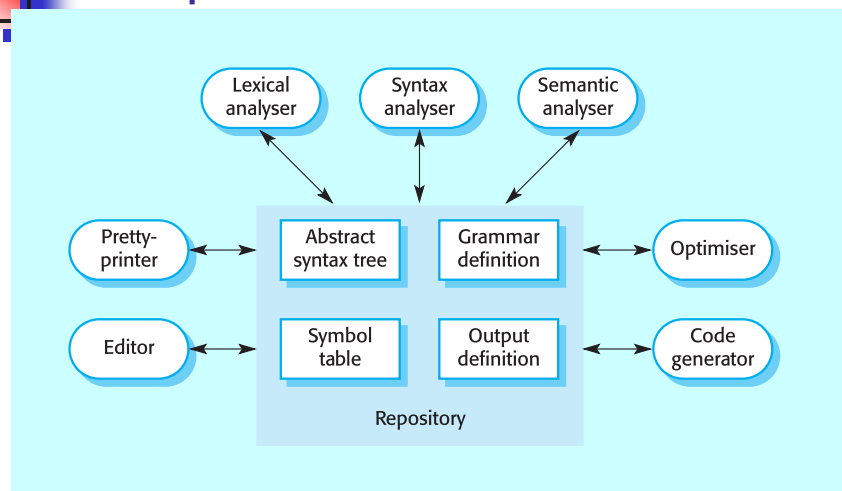 Lexical
analyser
Syntax
analyser
Semantic
analyser
Pretty-
printer
Abstract
syntax tree
Grammar
definition
Optimiser
Editor
Symbol
table
Output
definition
Code
generator
Repository